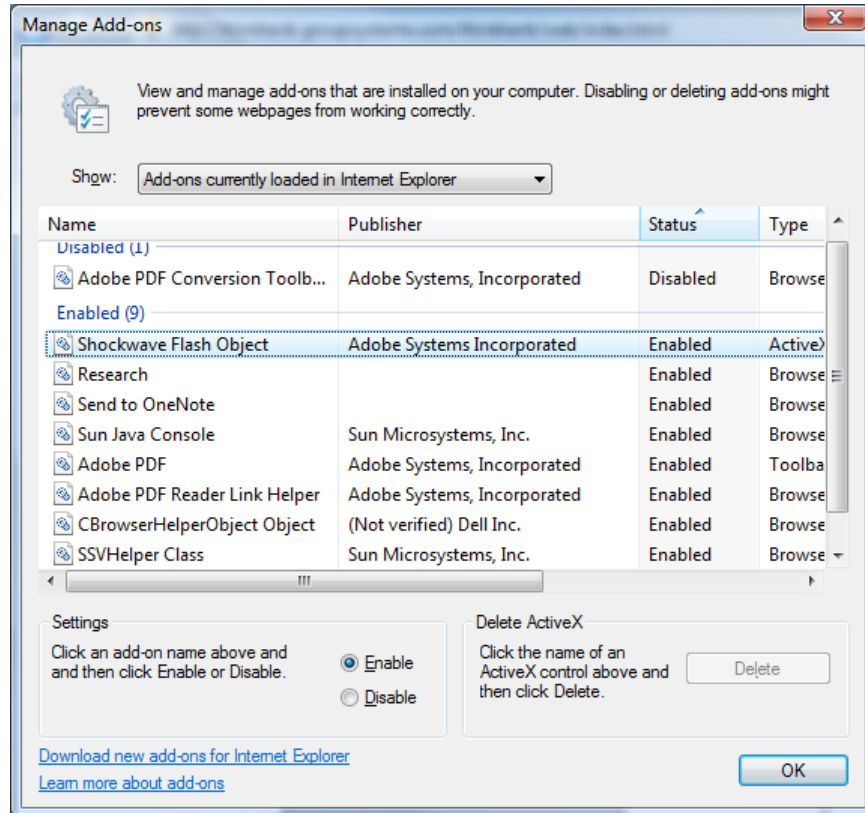 Manage Add-ons
View and manage add-ons that are installed on your computer. Disabling or deleting add-ons might
prevent some webpages from working correctly.
Show: Add-ons currently loaded in Internet Explorer
Name Publisher Status Type
Disabled (1)
Adobe PDF Conversion Toolb... Adobe Systems, Incorporated Disabled Browse
Enabled (9)
Shockwave Flash Object Adobe Systems Incorporated Enabled ActiveX
Research Enabled Browse
Send to OneNote Enabled Browse
Sun Java Console Sun Microsystems, Inc. Enabled Browse
Adobe PDF Adobe Systems, Incorporated Enabled Toolba
Adobe PDF Reader Link Helper Adobe Systems, Incorporated Enabled Browse
CBrowserHelperObject Object (Not verified) Dell Inc. Enabled Browse
SSVHelper Class Sun Microsystems, Inc. Enabled Browse
Settings
Click an add-on name above and
and then click Enable or Disable.
Enable
Disable
Delete ActiveX
Click the name of an
ActiveX control above and
then click Delete.
Delete
Download new add-ons for Internet Explorer
Learn more about add-ons
OK